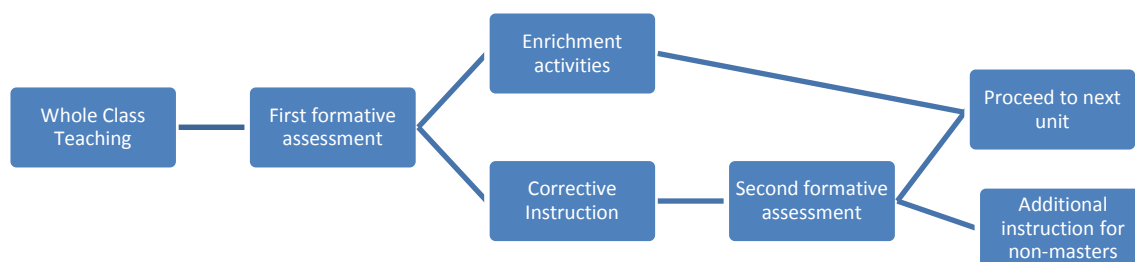 Whole Class
Teaching
First formative
assessment
Enrichment
activities
Corrective
Instruction
Second formative
assessment
Proceed to next
unit
Additional
instruction for
non-masters